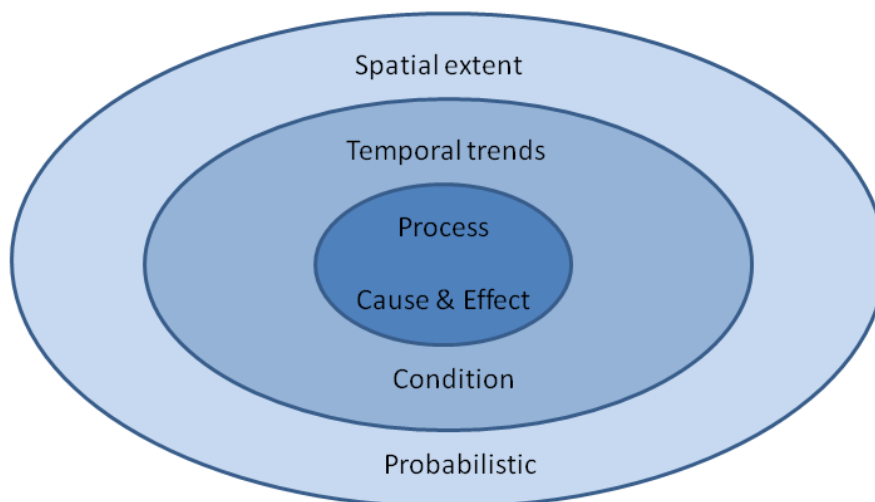 Spatial extent
Temporal trends
Process
Cause & Effect
Condition
Probabilistic